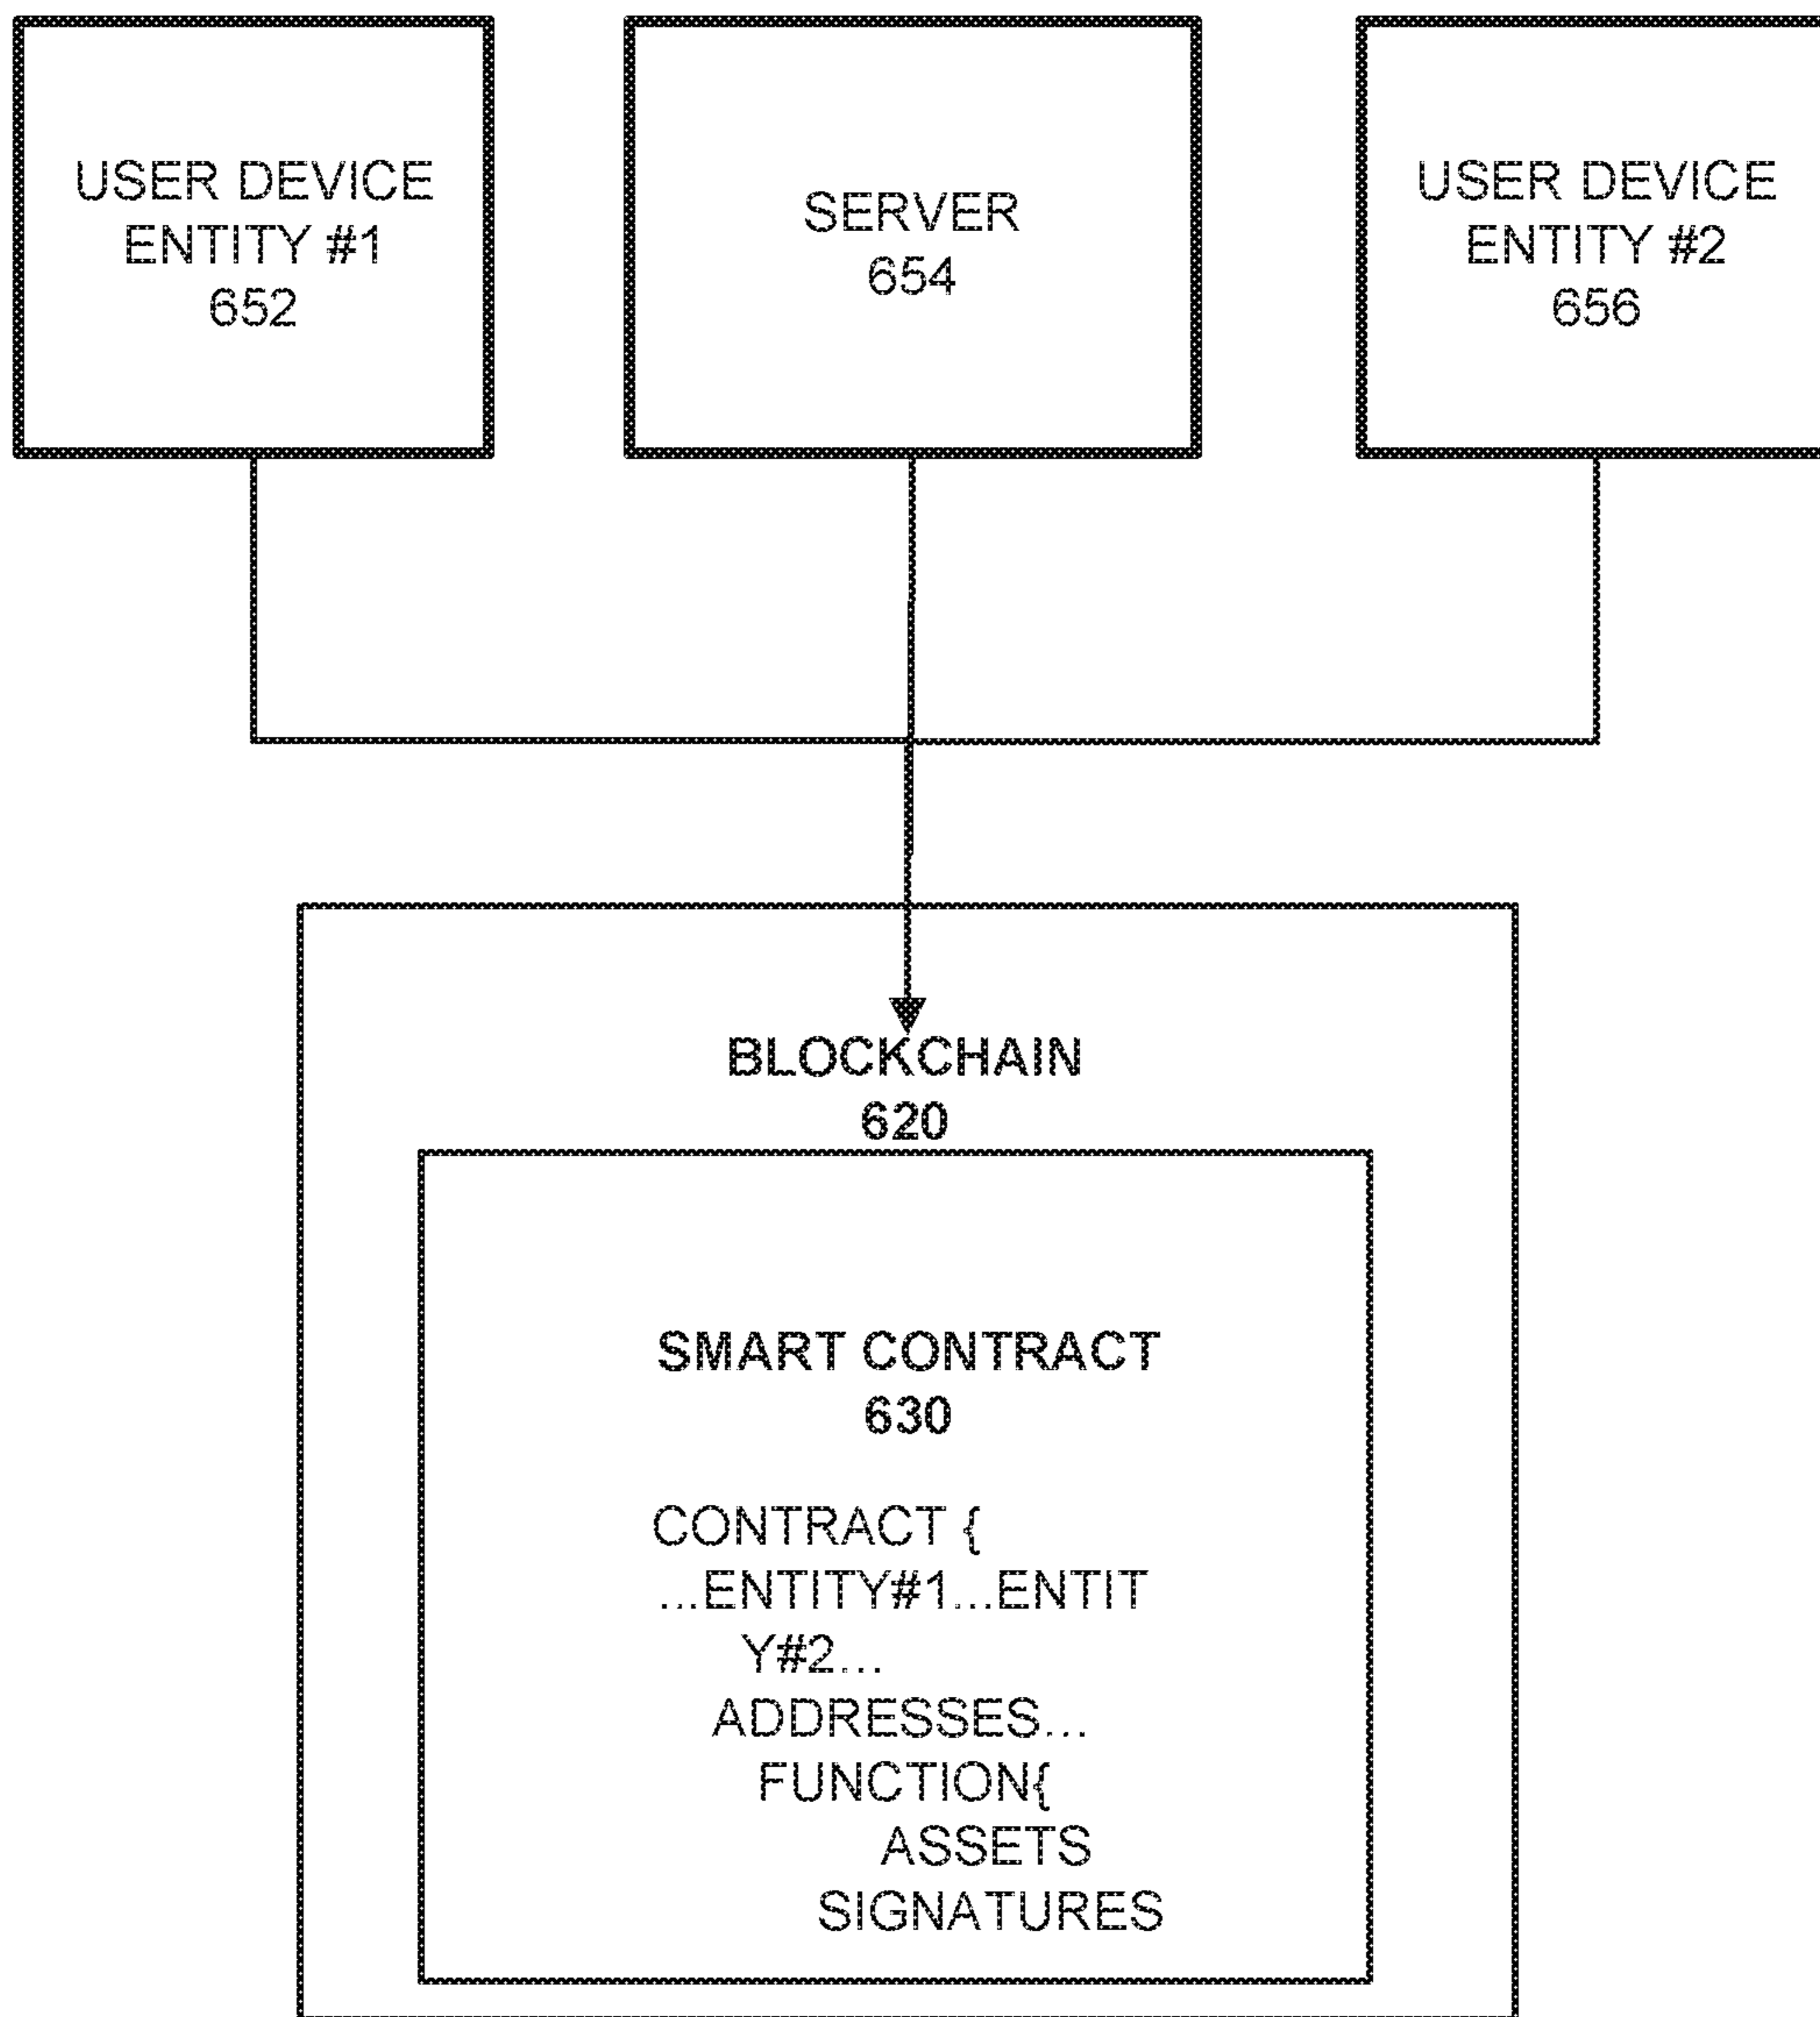 USER DEVICE
ENTITY #1
652
SERVER
654
USER DEVICE
ENTITY #2
656
BLOCKCHAIN
620
SMART CONTRACT
630
CONTRACT {
...ENTITY#1...ENTIT
Y#2...
ADDRESSES...
FUNCTION{
ASSETS
SIGNATURES